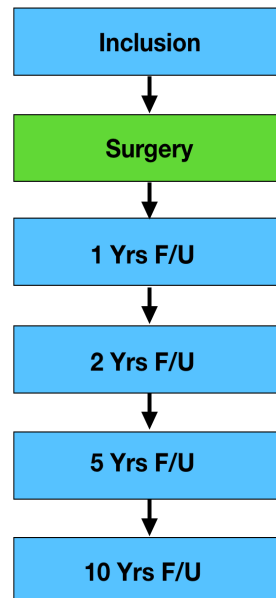 Inclusion
Surgery
1 Yrs F/U
2 Yrs F/U
5 Yrs F/U
10 Yrs F/U